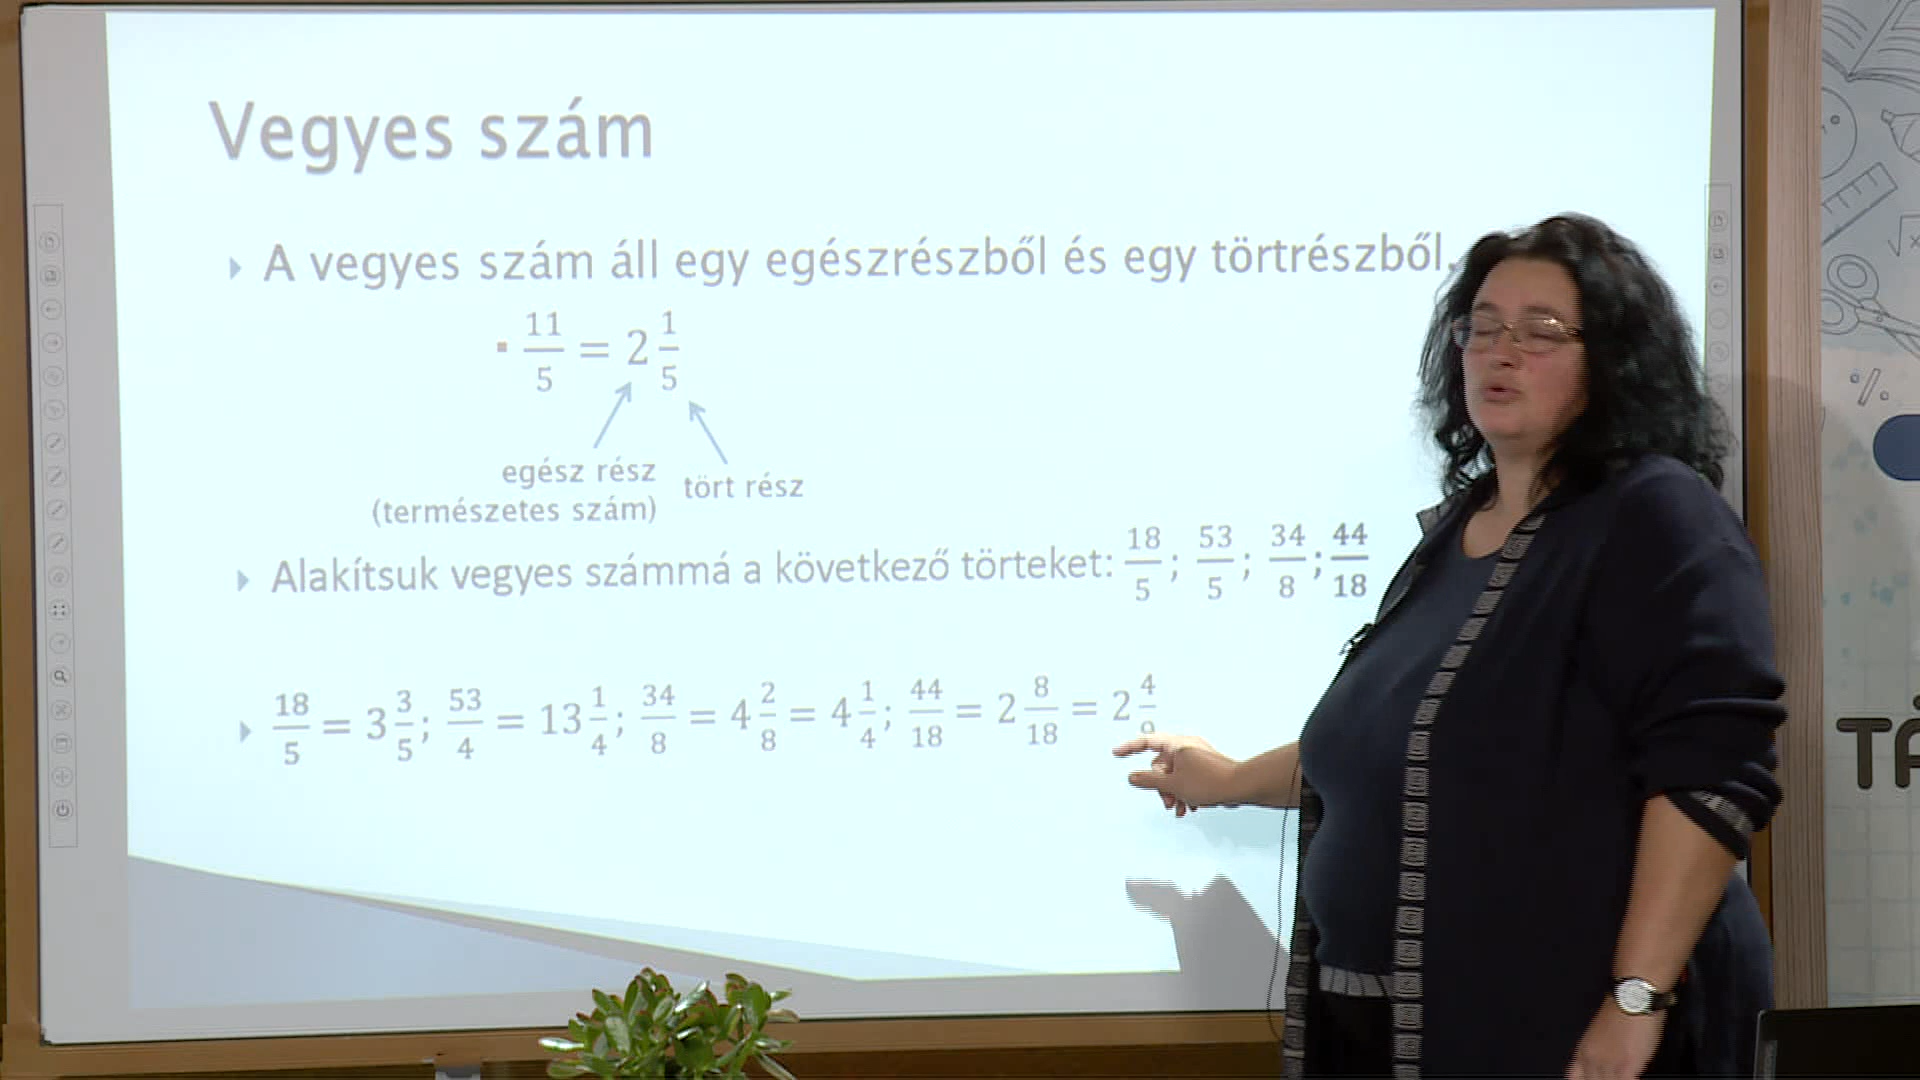 Vegyes szám
A vegyes szám áll egy egészrészből és egy törtrészből.
11/5 = 2 1/5
egész rész
(természetes szám)
tört rész
Alakítsuk vegyes számmá a következő törteket: 18/5; 53/5; 34/8; 44/18
18/5 = 3 3/5; 53/4 = 13 1/4; 34/8 = 4 2/8 = 4 1/4; 44/18 = 2 8/18 = 2 4/9
%
TÁ